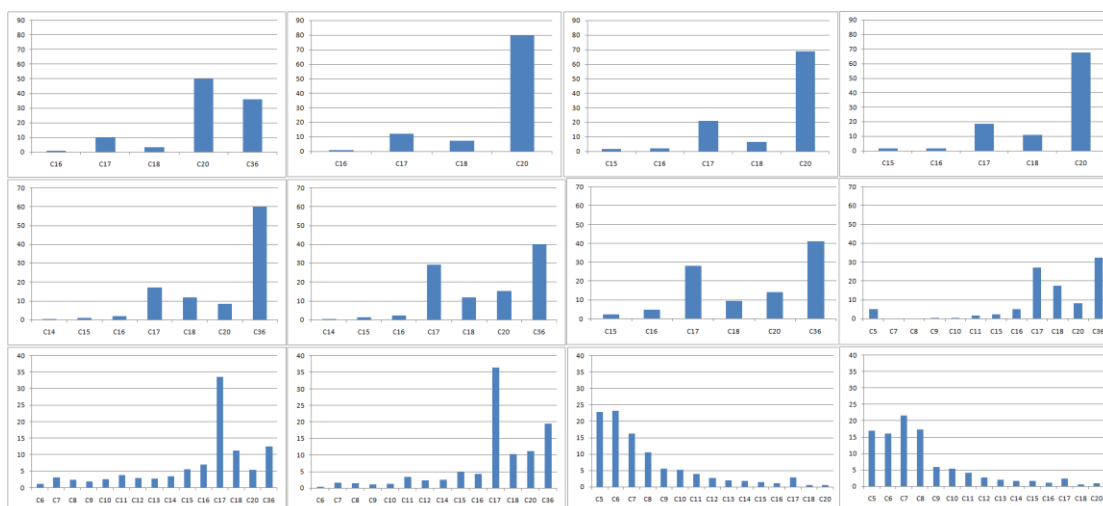 90 80 70 60 50 40 30 20 10 0
C16 C17 C18 C20 C36
90 80 70 60 50 40 30 20 10 0
C16 C17 C18 C20
90 80 70 60 50 40 30 20 10 0
C15 C16 C17 C18 C20
90 80 70 60 50 40 30 20 10 0
C15 C16 C17 C18 C20
70 60 50 40 30 20 10 0
C14 C15 C16 C17 C18 C20 C36
70 60 50 40 30 20 10 0
C14 C15 C16 C17 C18 C20 C36
70 60 50 40 30 20 10 0
C15 C16 C17 C18 C20 C36
70 60 50 40 30 20 10 0
C5 C7 C8 C9 C10 C11 C15 C16 C17 C18 C20 C36
40 35 30 25 20 15 10 5 0
C6 C7 C8 C9 C10 C11 C12 C13 C14 C15 C16 C17 C18 C20 C36
40 35 30 25 20 15 10 5 0
C6 C7 C8 C9 C10 C11 C12 C14 C15 C16 C17 C18 C20 C36
40 35 30 25 20 15 10 5 0
C5 C6 C7 C8 C9 C10 C11 C12 C13 C14 C15 C16 C17 C18 C20
40 35 30 25 20 15 10 5 0
C5 C6 C7 C8 C9 C10 C11 C12 C13 C14 C15 C16 C17 C18 C20